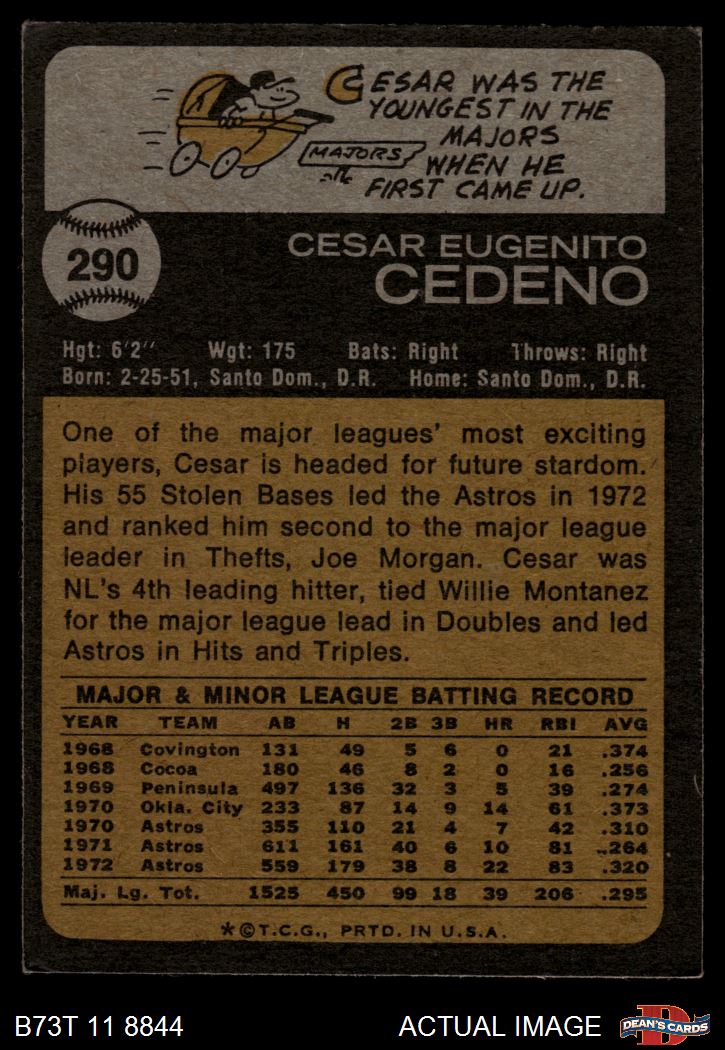 CESAR WAS THE
YOUNGEST IN THE
MAJORS
WHEN HE
FIRST CAME UP.
MAJORS
290
CESAR EUGENITO
CEDENO
Hgt: 6'2" Wgt: 175 Bats: Right Throws: Right
Born: 2-25-51, Santo Dom., D.R. Home: Santo Dom., D.R.
One of the major leagues' most exciting
players, Cesar is headed for future stardom.
His 55 Stolen Bases led the Astros in 1972
and ranked him second to the major league
leader in Thefts, Joe Morgan. Cesar was
NL's 4th leading hitter, tied Willie Montanez
for the major league lead in Doubles and led
Astros in Hits and Triples.
MAJOR & MINOR LEAGUE BATTING RECORD
YEAR TEAM AB H 2B 3B HR RBI AVG
1968 Covington 131 49 5 6 0 21 .374
1968 Cocoa 180 46 8 2 0 16 .256
1969 Peninsula 497 136 32 3 5 39 .274
1970 Okla. City 233 87 14 9 14 61 .373
1970 Astros 355 110 21 4 7 42 .310
1971 Astros 611 161 40 6 10 81 .264
1972 Astros 559 179 38 8 22 83 .320
Maj. Lg. Tot. 1525 450 99 18 39 206 .295
*©T.C.G., PRTD. IN U.S.A.
B73T 11 8844 ACTUAL IMAGE
D
DEAN'S CARDS